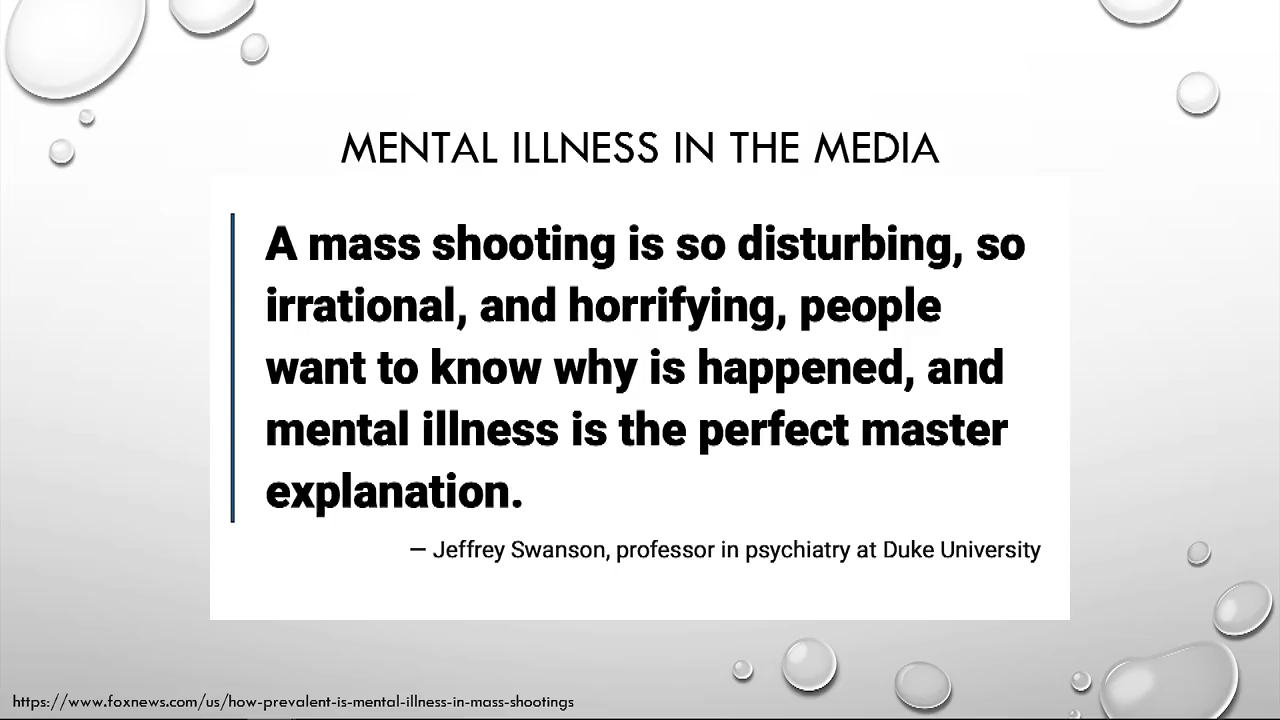 MENTAL ILLNESS IN THE MEDIA
A mass shooting is so disturbing, so
irrational, and horrifying, people
want to know why is happened, and
mental illness is the perfect master
explanation.
– Jeffrey Swanson, professor in psychiatry at Duke University
https://www.foxnews.com/us/how-prevalent-is-mental-illness-in-mass-shootings